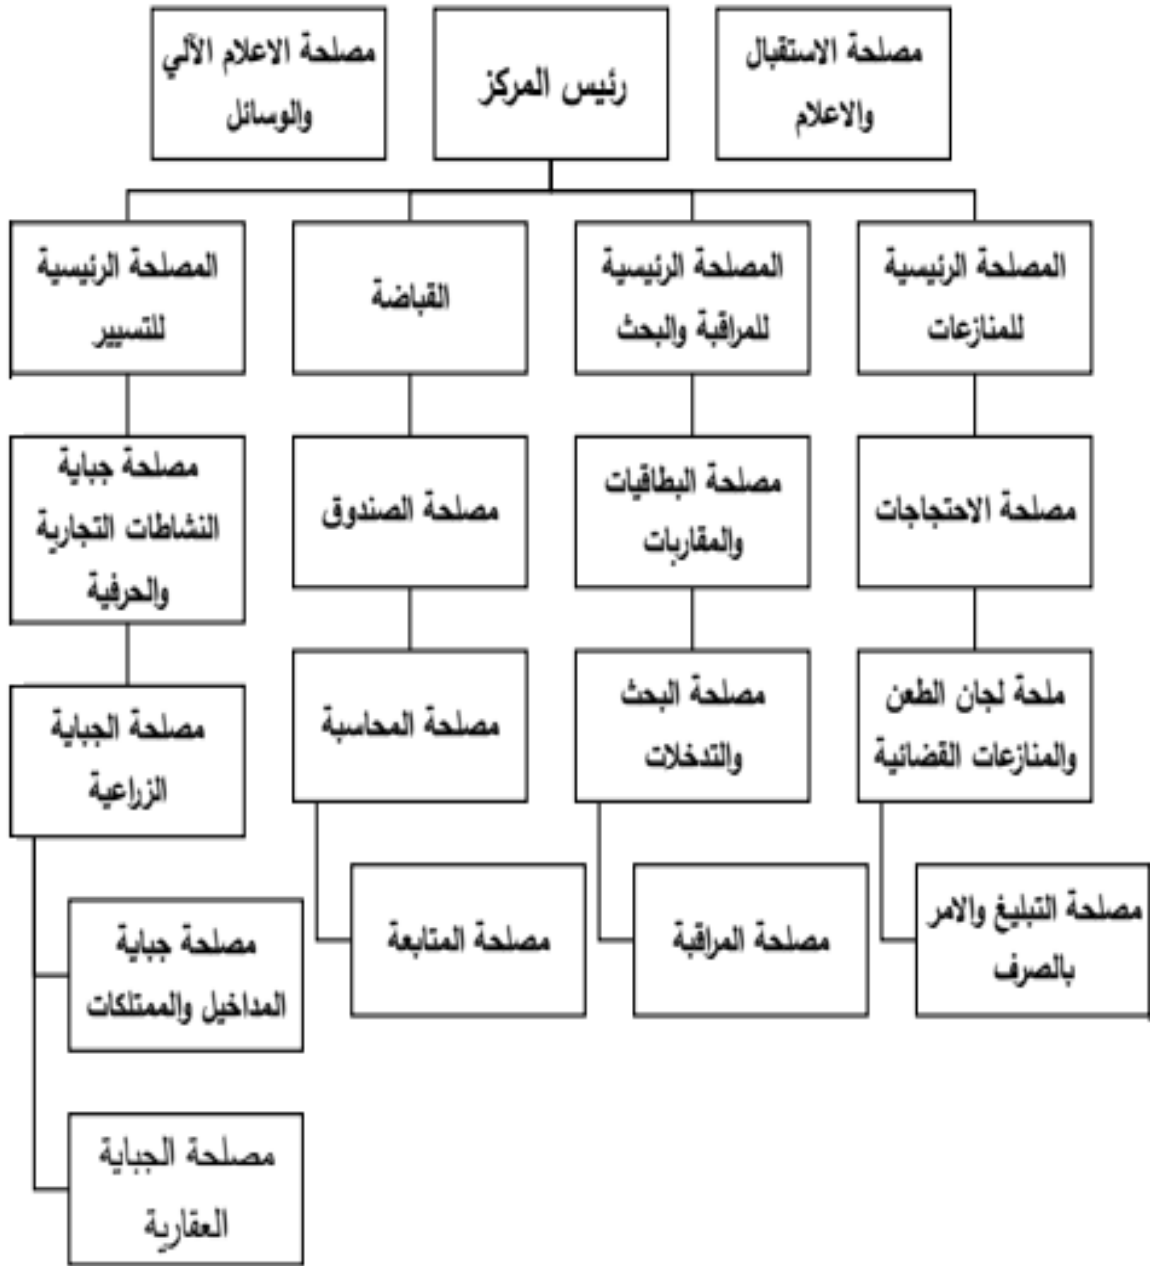 مصلحة الاستقبال
والاعلام
رئيس المركز
مصلحة الاعلام الآلي
والوسائل
المصلحة الرئيسية
للمنازعات
المصلحة الرئيسية
للمراقبة والبحث
القباضة
المصلحة الرئيسية
للتسيير
مصلحة الاحتجاجات
مصلحة البطاقيات
والمقاربات
مصلحة الصندوق
مصلحة جباية
النشاطات التجارية
والحرفية
ملحة لجان الطعن
والمنازعات القضائية
مصلحة البحث
والتدخلات
مصلحة المحاسبة
مصلحة الجباية
الزراعية
مصلحة التبليغ والامر
بالصرف
مصلحة المراقبة
مصلحة المتابعة
مصلحة جباية
المداخيل والممتلكات
مصلحة الجباية
العقارية